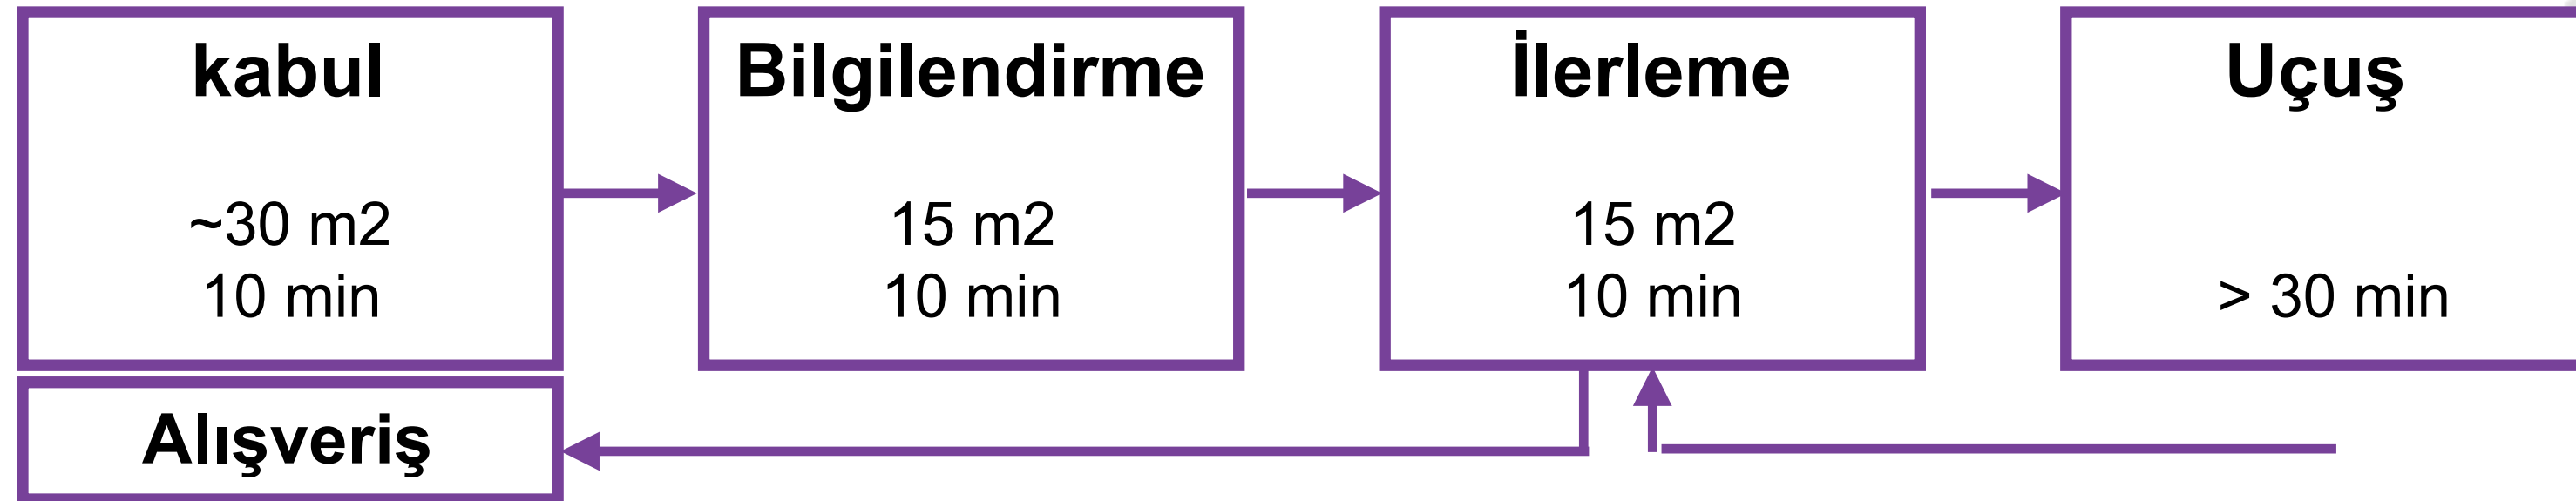 kabul
~30 m2
10 min
Bilgilendirme
15 m2
10 min
İlerleme
15 m2
10 min
Uçuş
> 30 min
Alışveriş